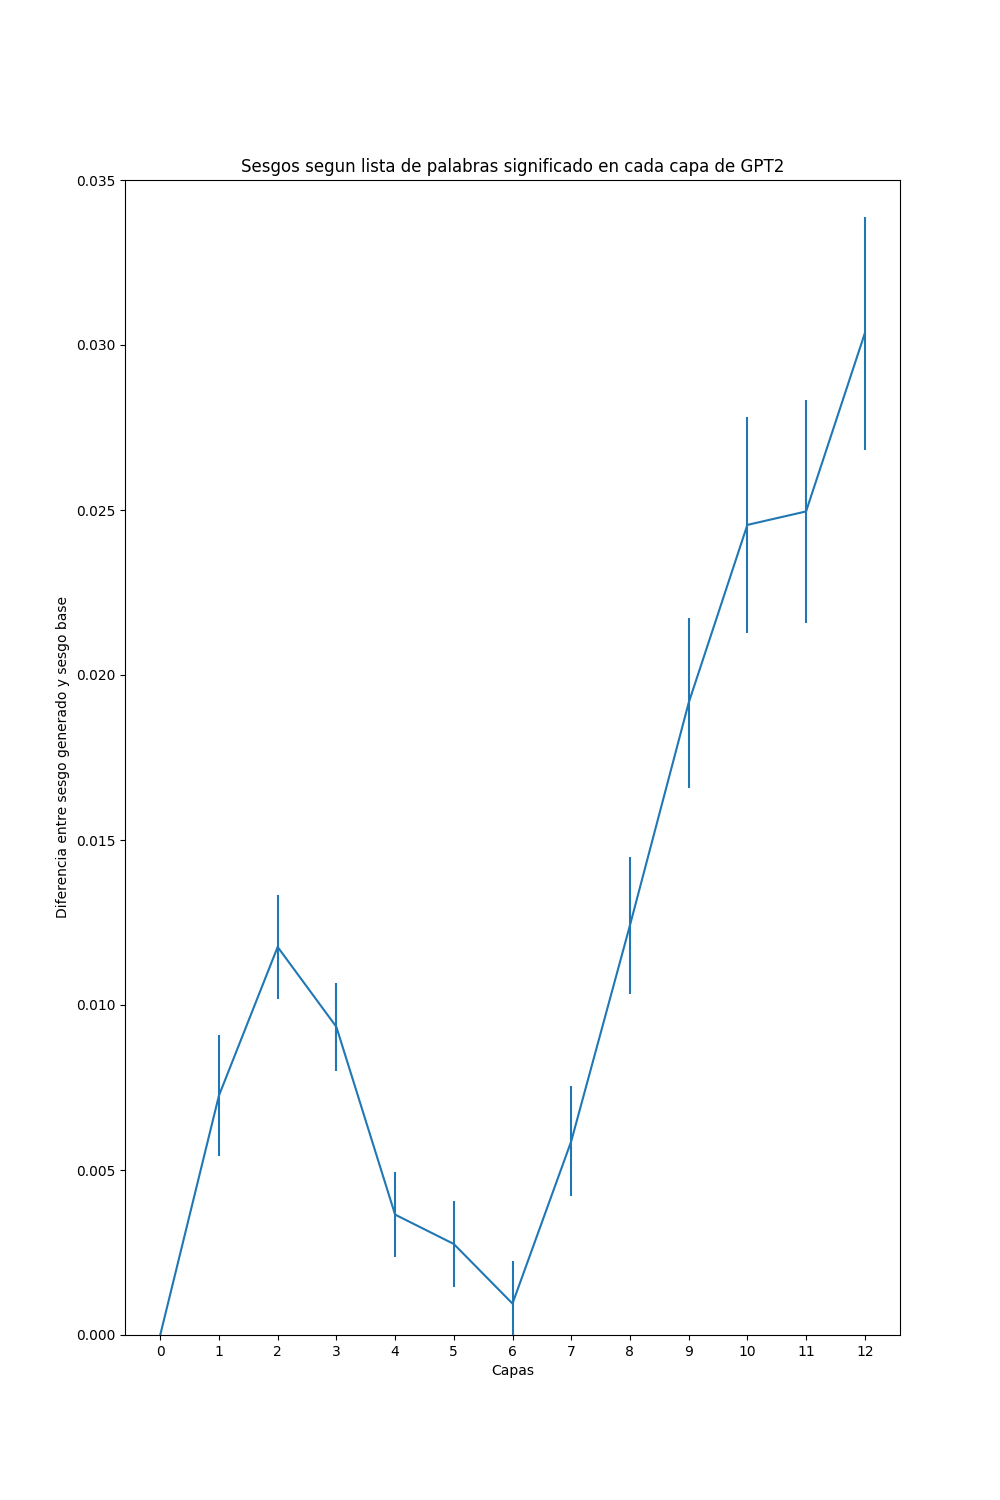 Sesgos segun lista de palabras significado en cada capa de GPT2
Diferencia entre sesgo generado y sesgo base
0.035
0.030
0.025
0.020
0.015
0.010
0.005
0.000
0 1 2 3 4 5 6 7 8 9 10 11 12
Capas